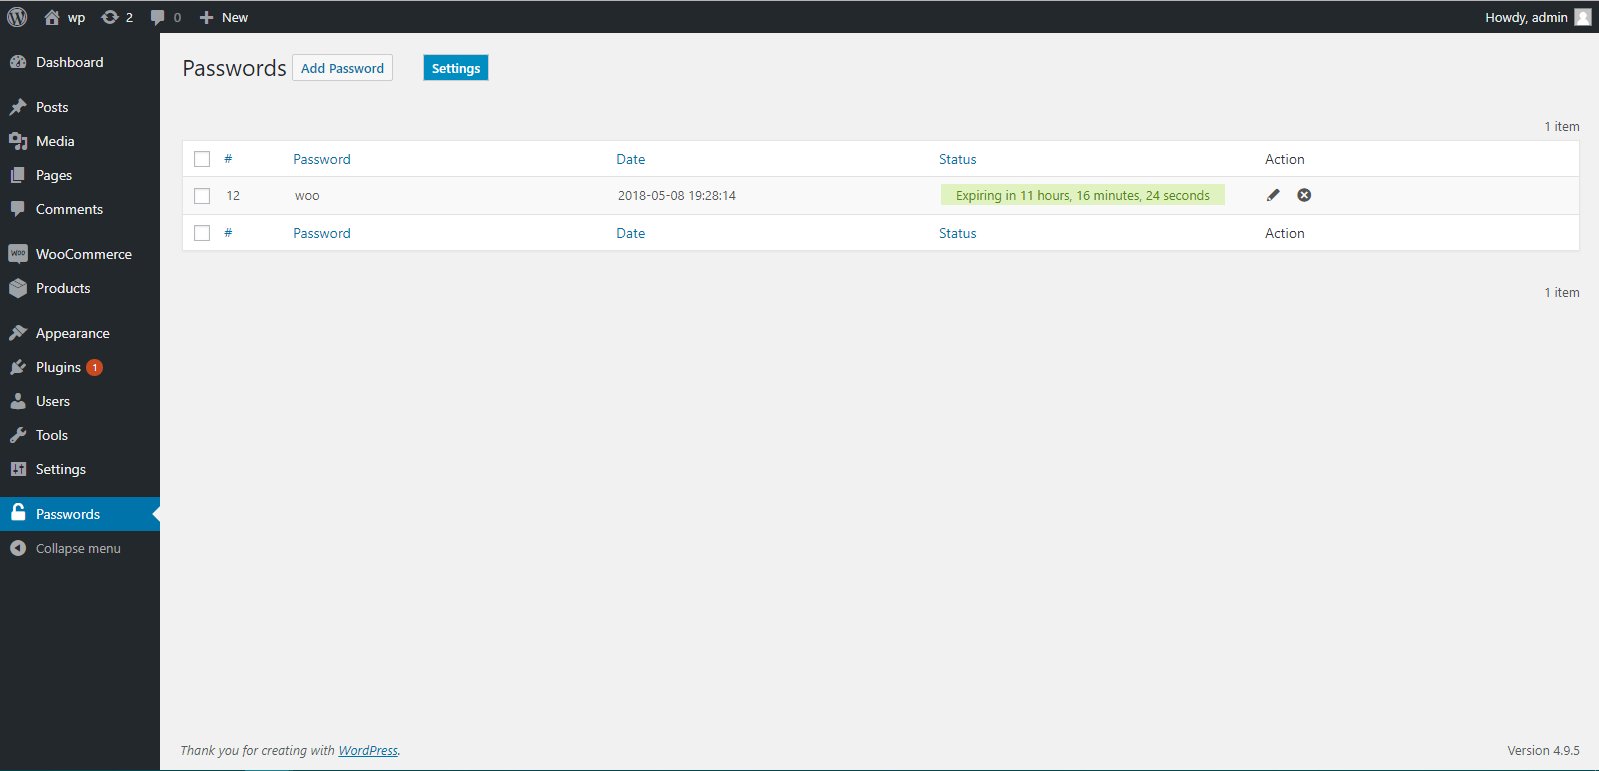 wp 2 0 New Howdy, admin
Dashboard
Posts
Media
Pages
Comments
WooCommerce
Products
Appearance
Plugins 1
Users
Tools
Settings
Passwords
Collapse menu
Passwords Add Password Settings
1 item
# Password Date Status Action
12 woo 2018-05-08 19:28:14 Expiring in 11 hours, 16 minutes, 24 seconds
# Password Date Status Action
1 item
Thank you for creating with WordPress. Version 4.9.5